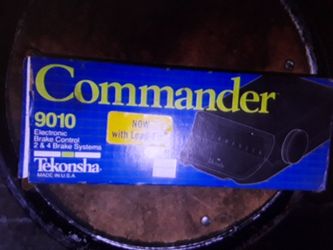 Commander
9010
Electronic
Brake Control
2 & 4 Brake Systems
Tekonsha
MADE IN U.S.A
NOW
with